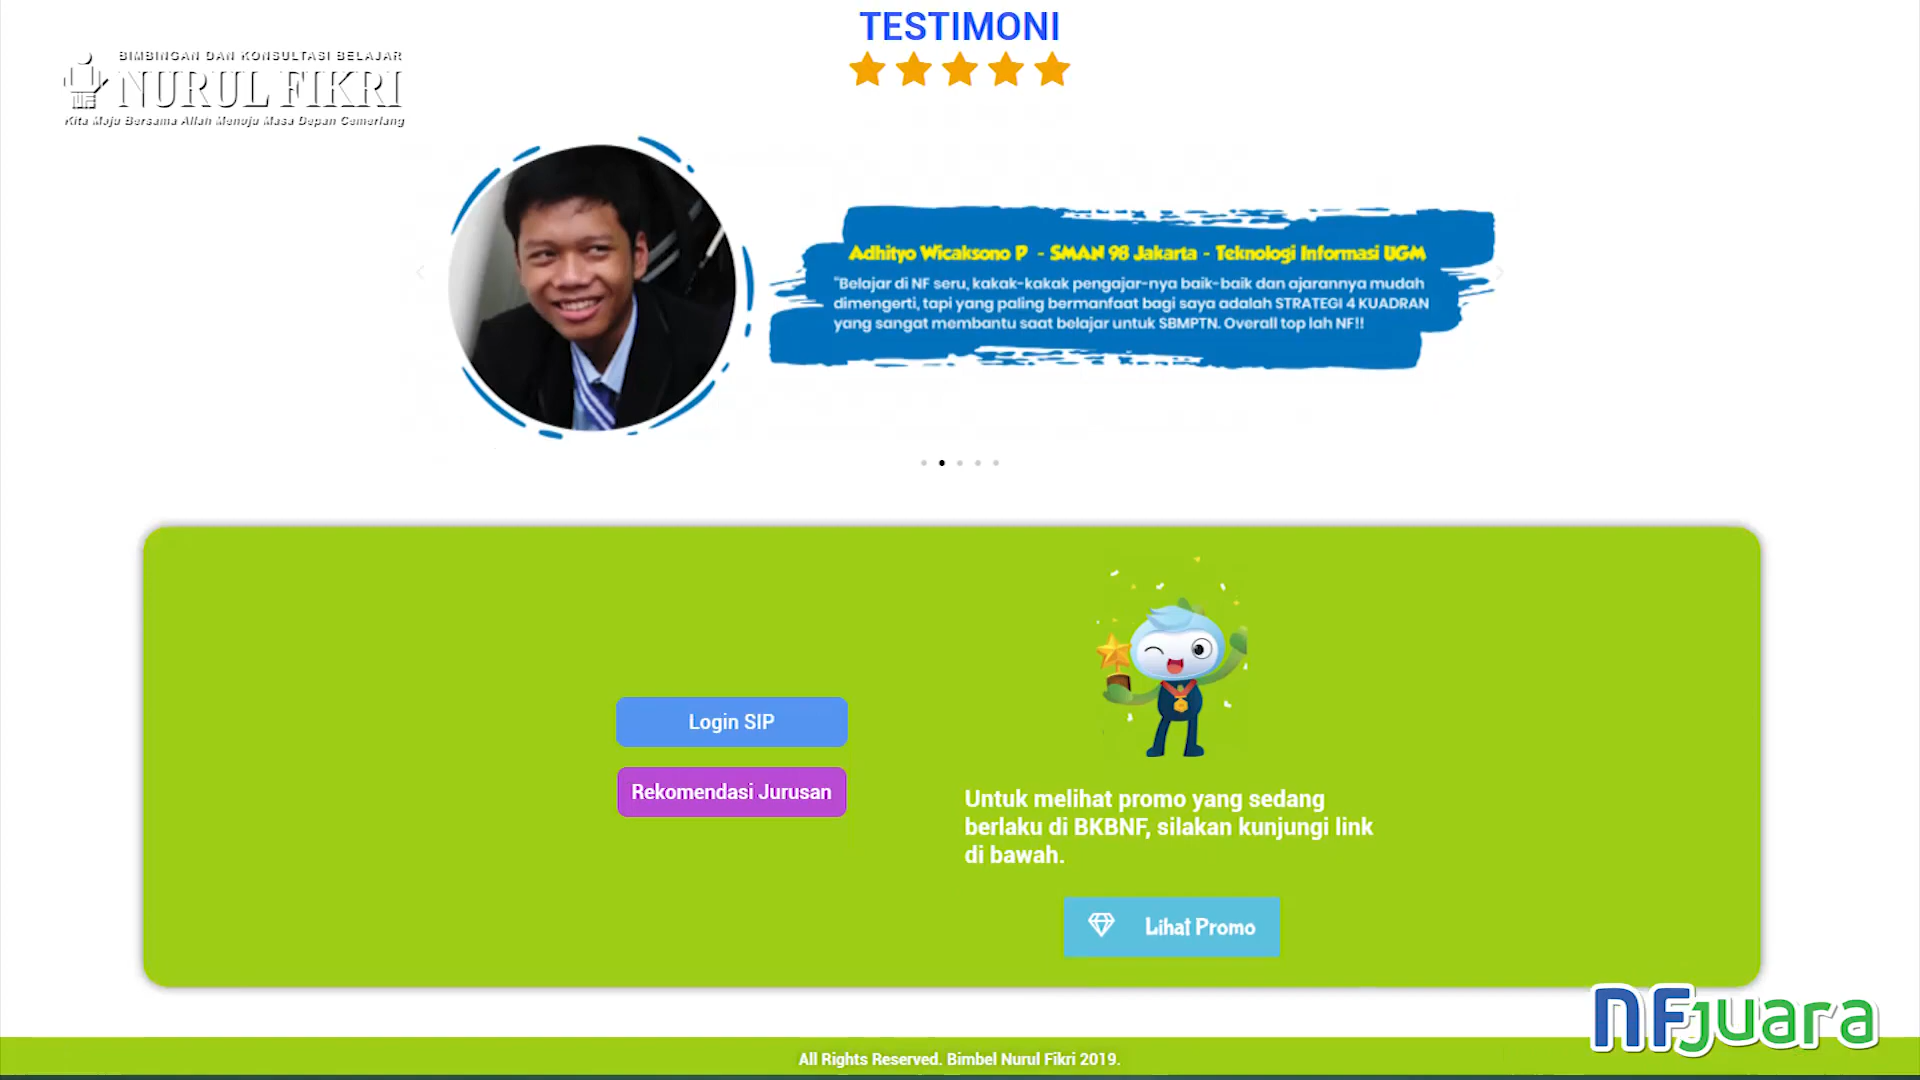 TESTIMONI
BIMBINGAN DAN KONSULTASI BELAJAR
NURUL FIKRI
Kita Maju Bersama Allah Menuju Masa Depan Cemerlang
NF
Adhityo Wicaksono P - SMAN 98 Jakarta - Teknologi Informasi UGM
"Belajar di NF seru, kakak-kakak pengajar-nya baik-baik dan ajarannya mudah
dimengerti, tapi yang paling bermanfaat bagi saya adalah STRATEGI 4 KUADRAN
yang sangat membantu saat belajar untuk SBMPTN. Overall top lah NF!!
Login SIP
Rekomendasi Jurusan
Untuk melihat promo yang sedang
berlaku di BKBNF, silakan kunjungi link
di bawah.
Lihat Promo
NFjuara
All Rights Reserved. Bimbel Nurul Fikri 2019.